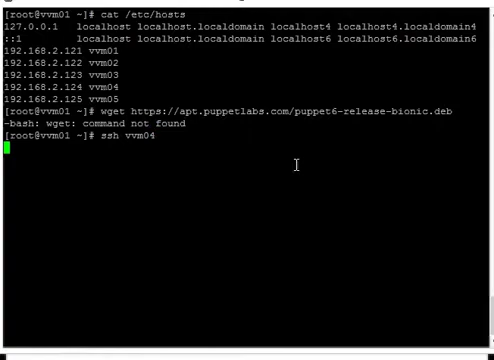 [root@vvm01 ~]# cat /etc/hosts
127.0.0.1   localhost localhost.localdomain localhost4 localhost4.localdomain4
::1         localhost localhost.localdomain localhost6 localhost6.localdomain6
192.168.2.121 vvm01
192.168.2.122 vvm02
192.168.2.123 vvm03
192.168.2.124 vvm04
192.168.2.125 vvm05
[root@vvm01 ~]# wget https://apt.puppetlabs.com/puppet6-release-bionic.deb
-bash: wget: command not found
[root@vvm01 ~]# ssh vvm04